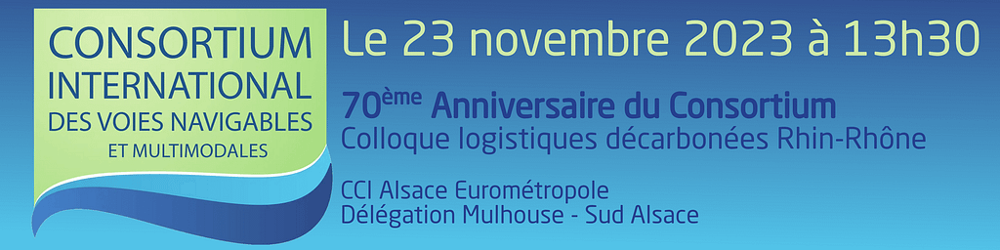 CONSORTIUM
INTERNATIONAL
DES VOIES NAVIGABLES
ET MULTIMODALES
Le 23 novembre 2023 à 13h30
70ème Anniversaire du Consortium
Colloque logistiques décarbonées Rhin-Rhône
CCI Alsace Eurométropole
Délégation Mulhouse - Sud Alsace